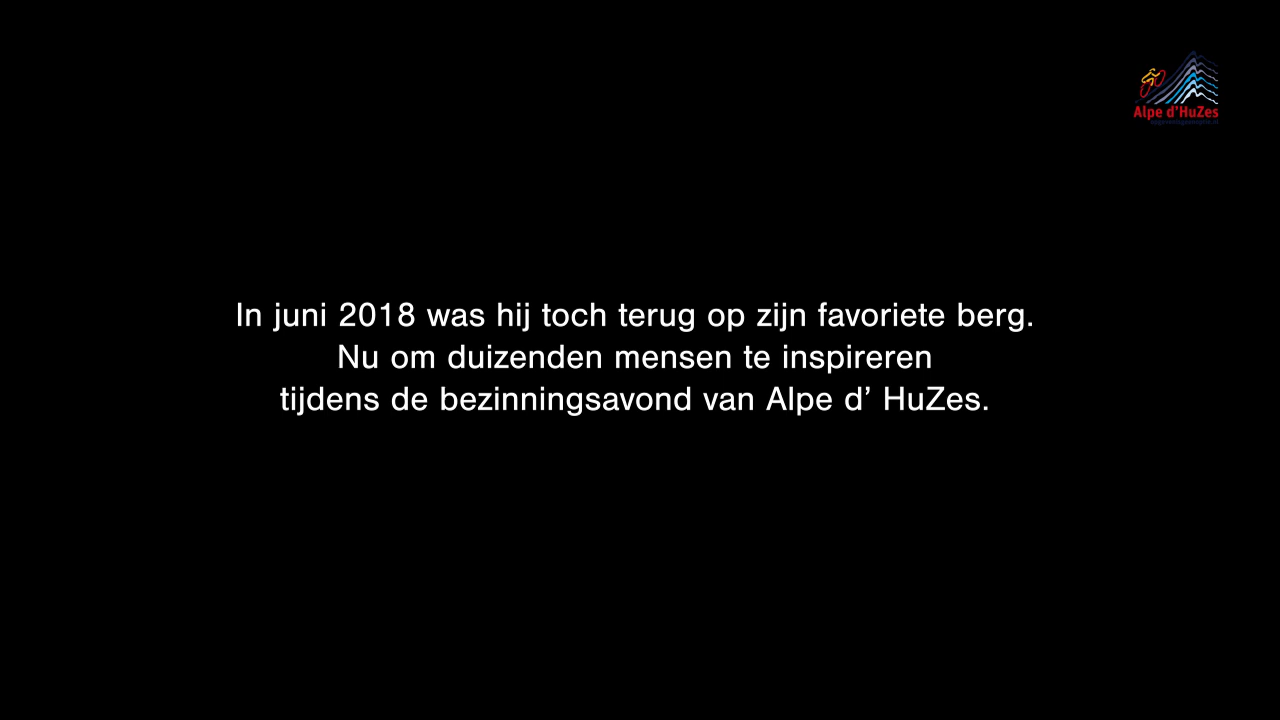 Alpe d'HuZes
In juni 2018 was hij toch terug op zijn favoriete berg.
Nu om duizenden mensen te inspireren
tijdens de bezinningsavond van Alpe d’ HuZes.